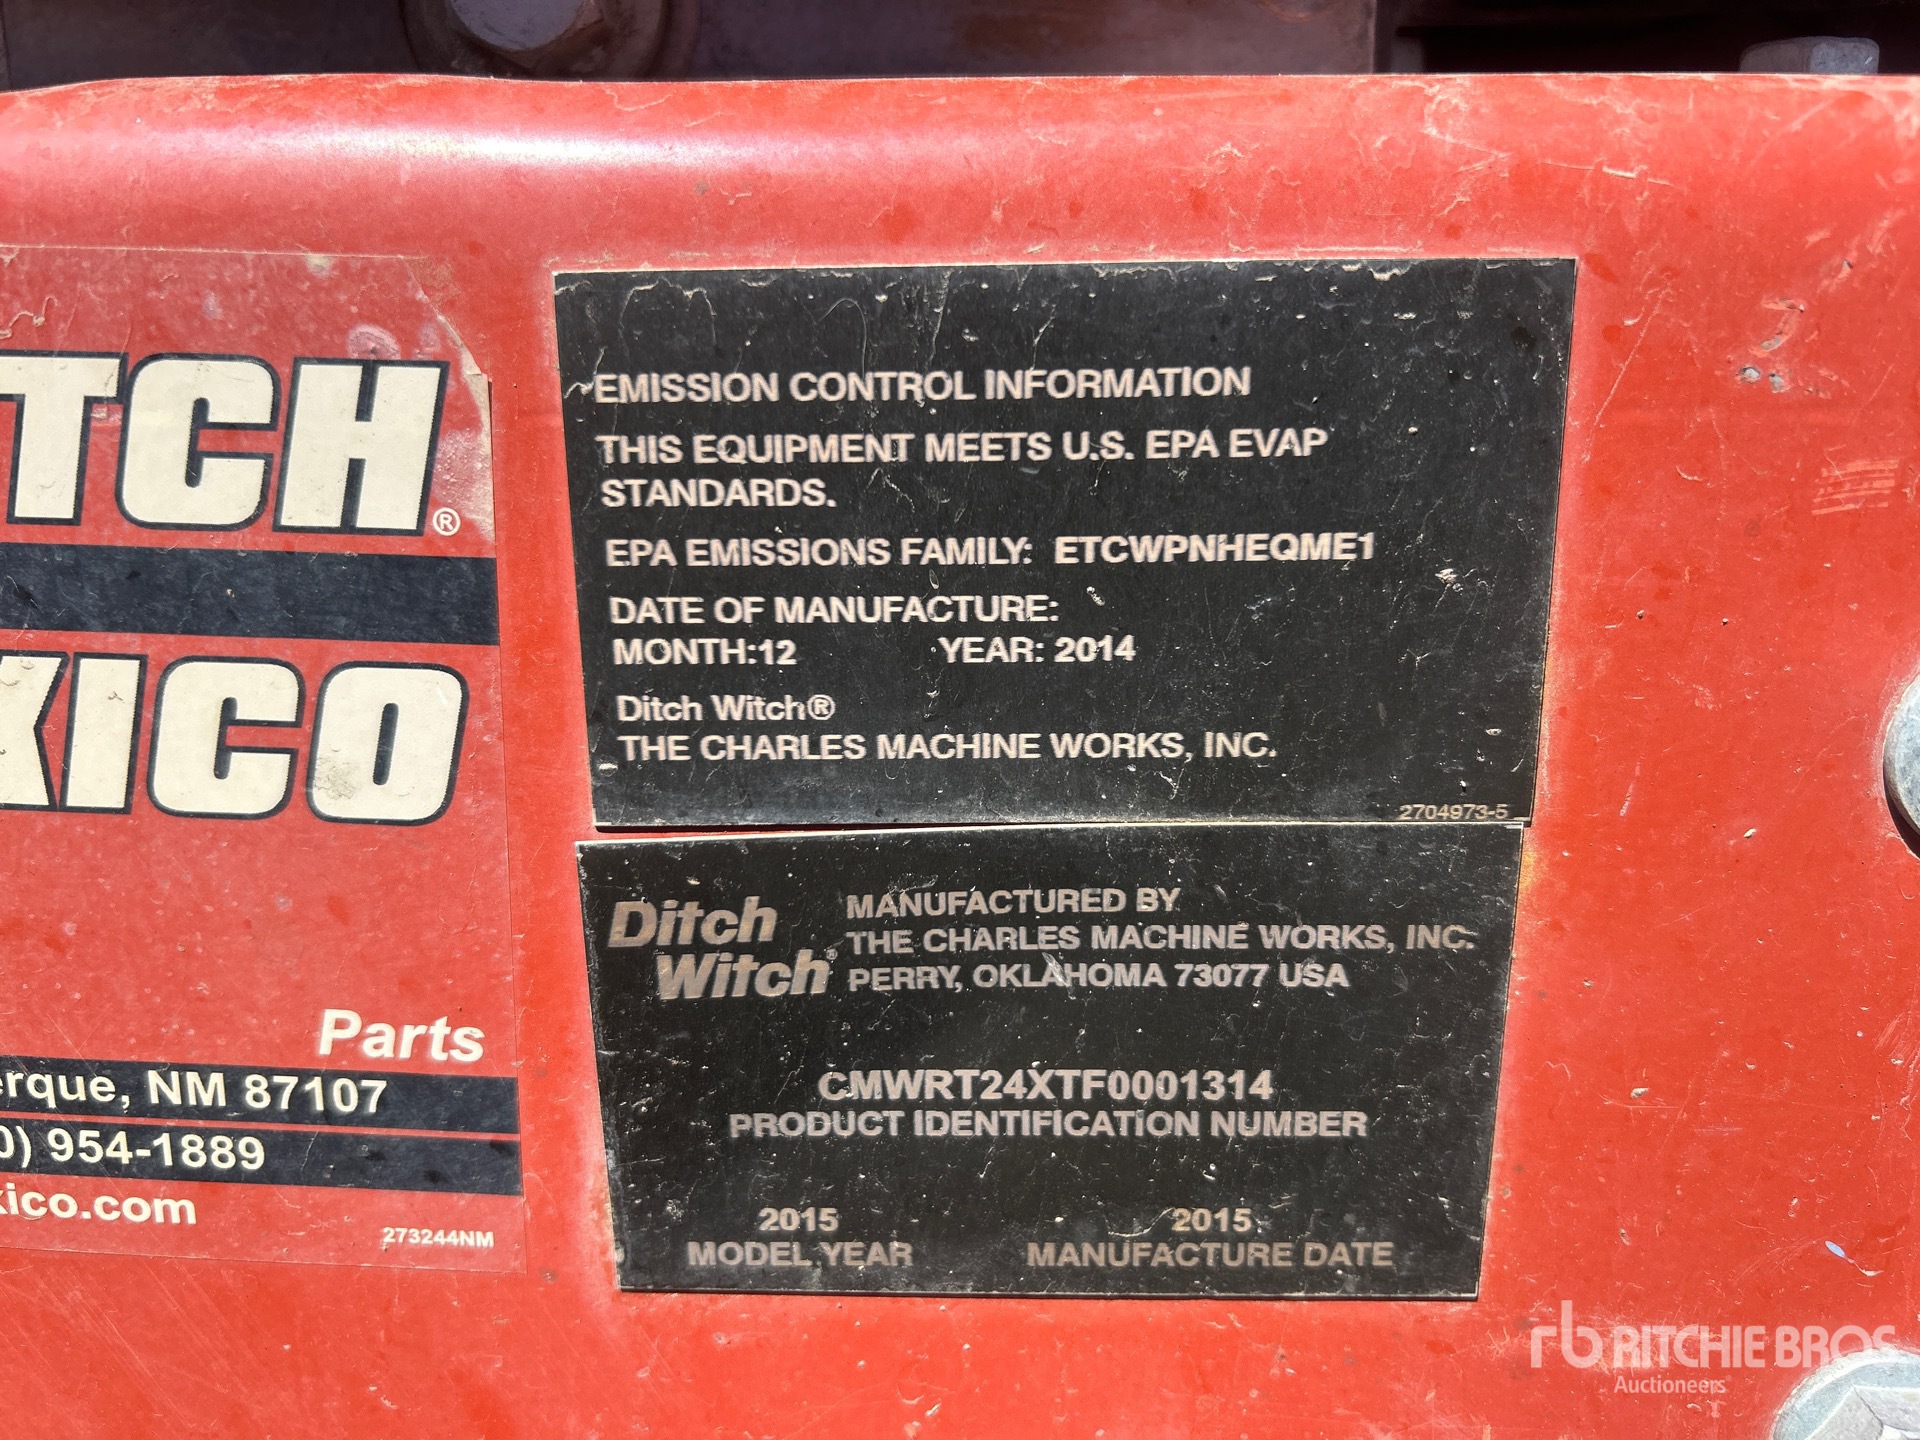 TCH®
XICO
Parts
erque, NM 87107
0) 954-1889
xico.com
273244NM
EMISSION CONTROL INFORMATION
THIS EQUIPMENT MEETS U.S. EPA EVAP
STANDARDS.
EPA EMISSIONS FAMILY: ETCWPNHEQME1
DATE OF MANUFACTURE:
MONTH:12 YEAR: 2014
Ditch Witch®
THE CHARLES MACHINE WORKS, INC.
2704973-5
Ditch
Witch®
MANUFACTURED BY
THE CHARLES MACHINE WORKS, INC.
PERRY, OKLAHOMA 73077 USA
CMWRT24XTF0001314
PRODUCT IDENTIFICATION NUMBER
2015 2015
MODEL YEAR MANUFACTURE DATE
rb RITCHIE BROS
Auctioneers